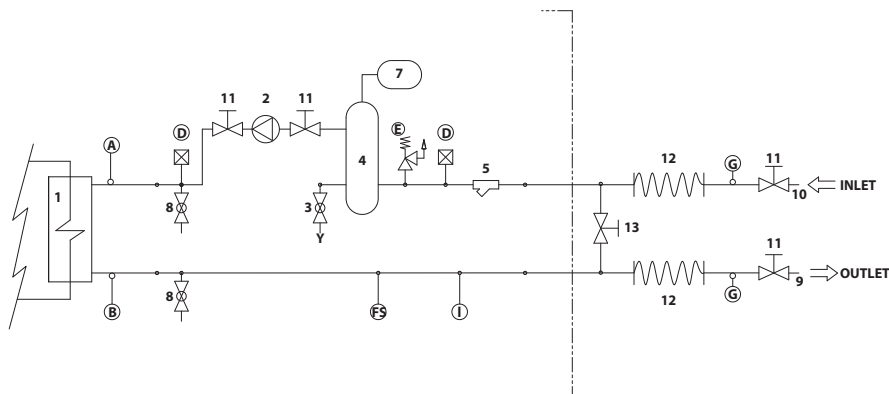 7
11 2 11
A D E D
4 5 12 G 11
1
8 3 10 INLET
Y 13
11
9 OUTLET
B 8 FS I 12 G